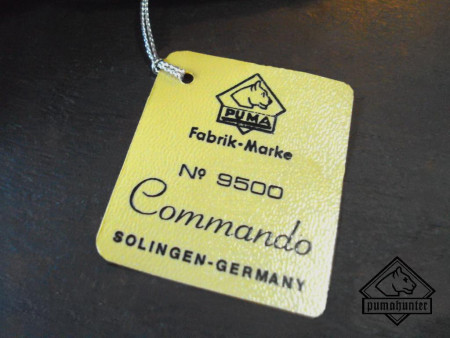 PUMA
Fabrik-Marke
Nº 9500
Commando
SOLINGEN-GERMANY
pumahunter